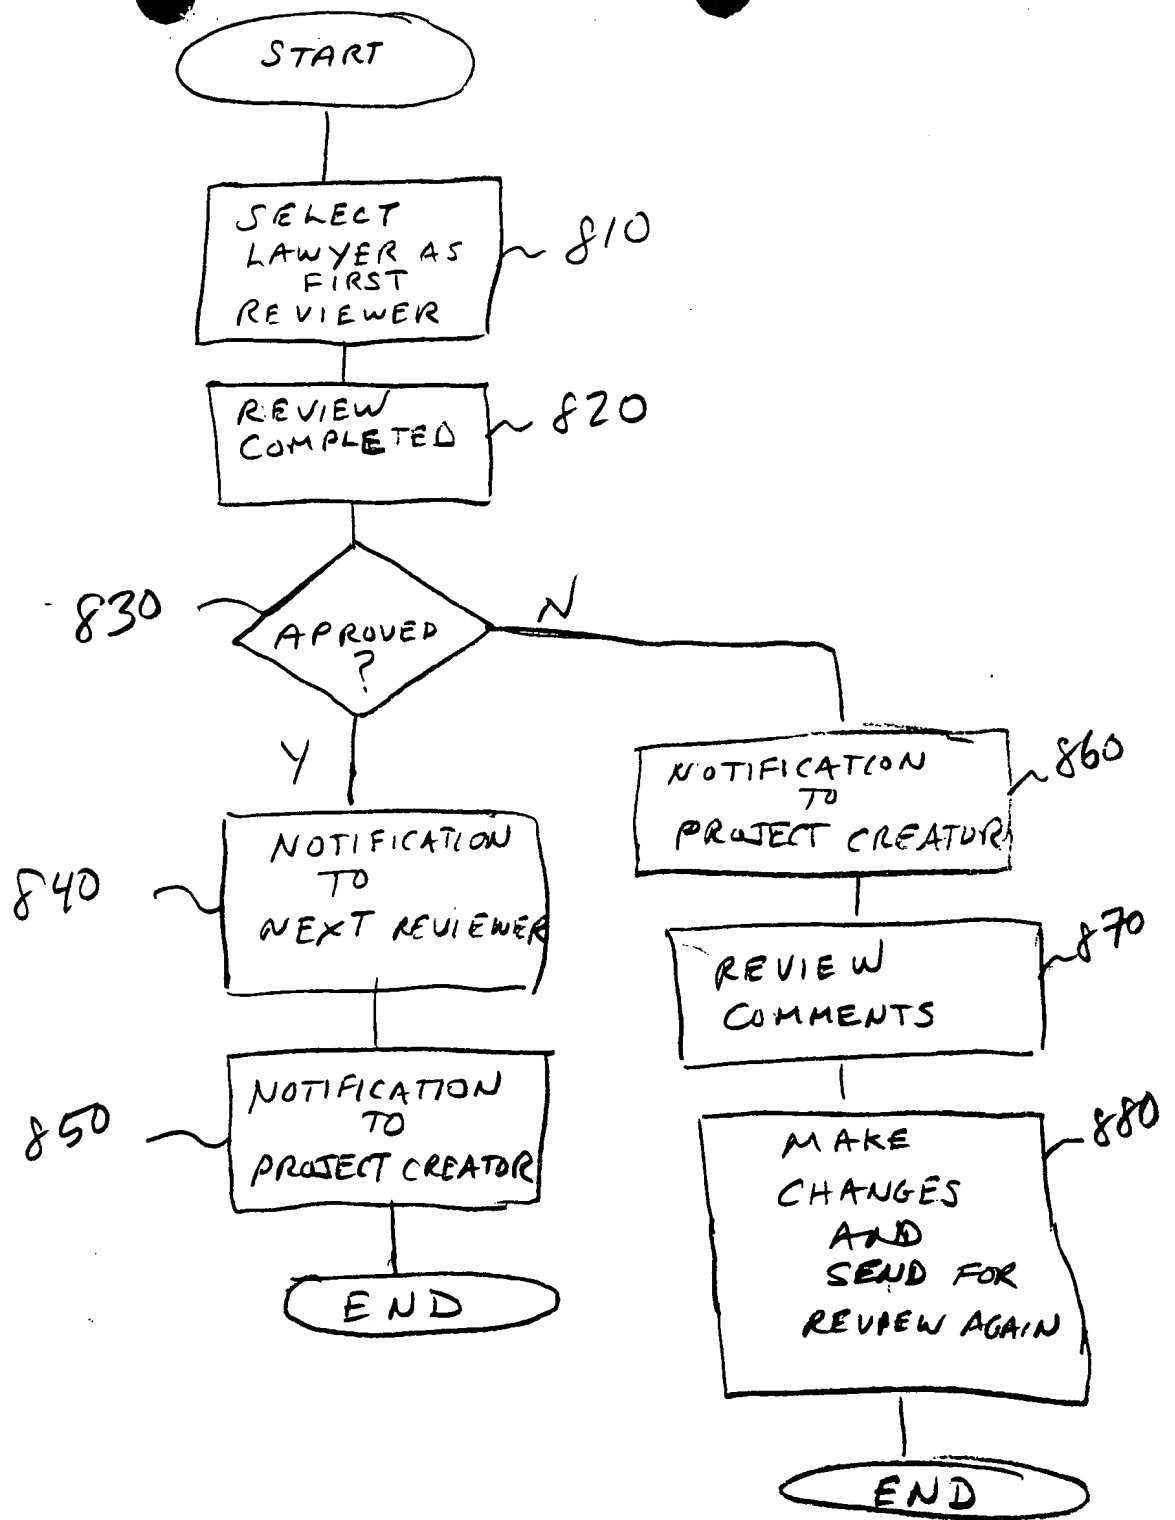 START
SELECT
LAWYER AS
FIRST
REVIEWER
810
REVIEW
COMPLETED
820
830
APROVED
?
N
Y
NOTIFICATION
TO
NEXT REVIEWER
840
NOTIFICATION
TO
PROJECT CREATOR
850
END
NOTIFICATION
TO
PROJECT CREATOR
860
REVIEW
COMMENTS
870
MAKE
CHANGES
AND
SEND FOR
REVIEW AGAIN
880
END